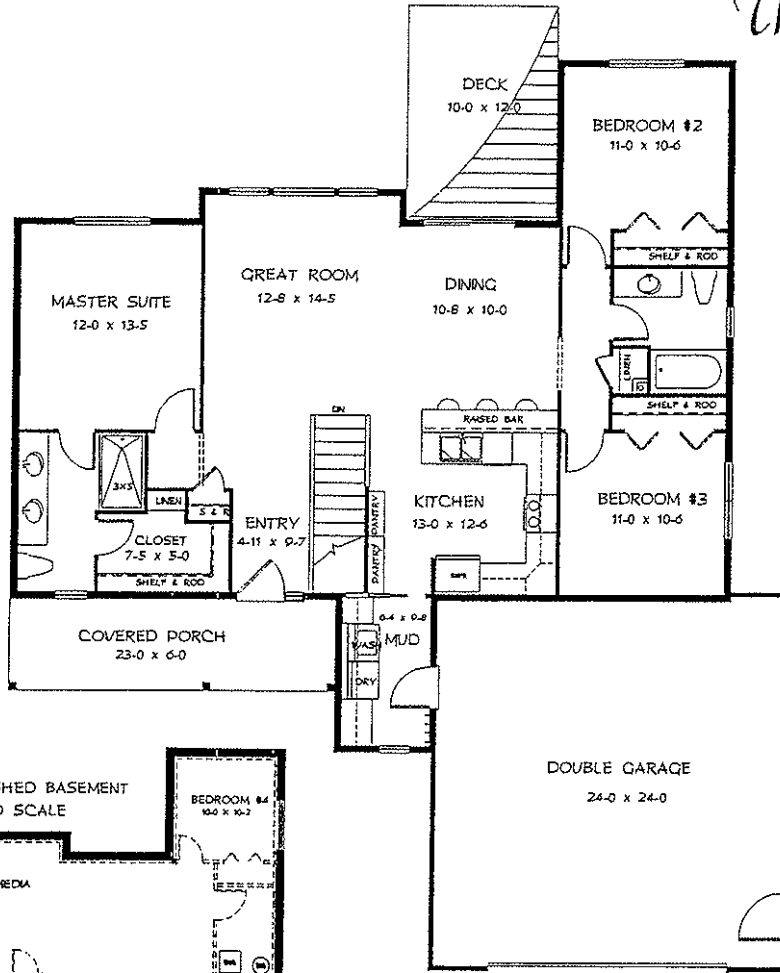 DECK
10-0 x 12-0
BEDROOM #2
11-0 x 10-6
SHELF & ROD
GREAT ROOM
12-8 x 14-5
DINING
10-8 x 10-0
MASTER SUITE
12-0 x 13-5
LINEN
SHELF & ROD
DN
RAISED BAR
3X5
LINEN
S & R
PANTRY
PANTRY
KITCHEN
13-0 x 12-6
BEDROOM #3
11-0 x 10-6
ENTRY
4-11 x 9-7
CLOSET
7-5 x 5-0
SHELF & ROD
COVERED PORCH
23-0 x 6-0
6-4 x 9-8
MUD
WASH
DRY
DOUBLE GARAGE
24-0 x 24-0
SHED BASEMENT
SCALE
BEDROOM #4
10-0 x 10-2
MEDIA